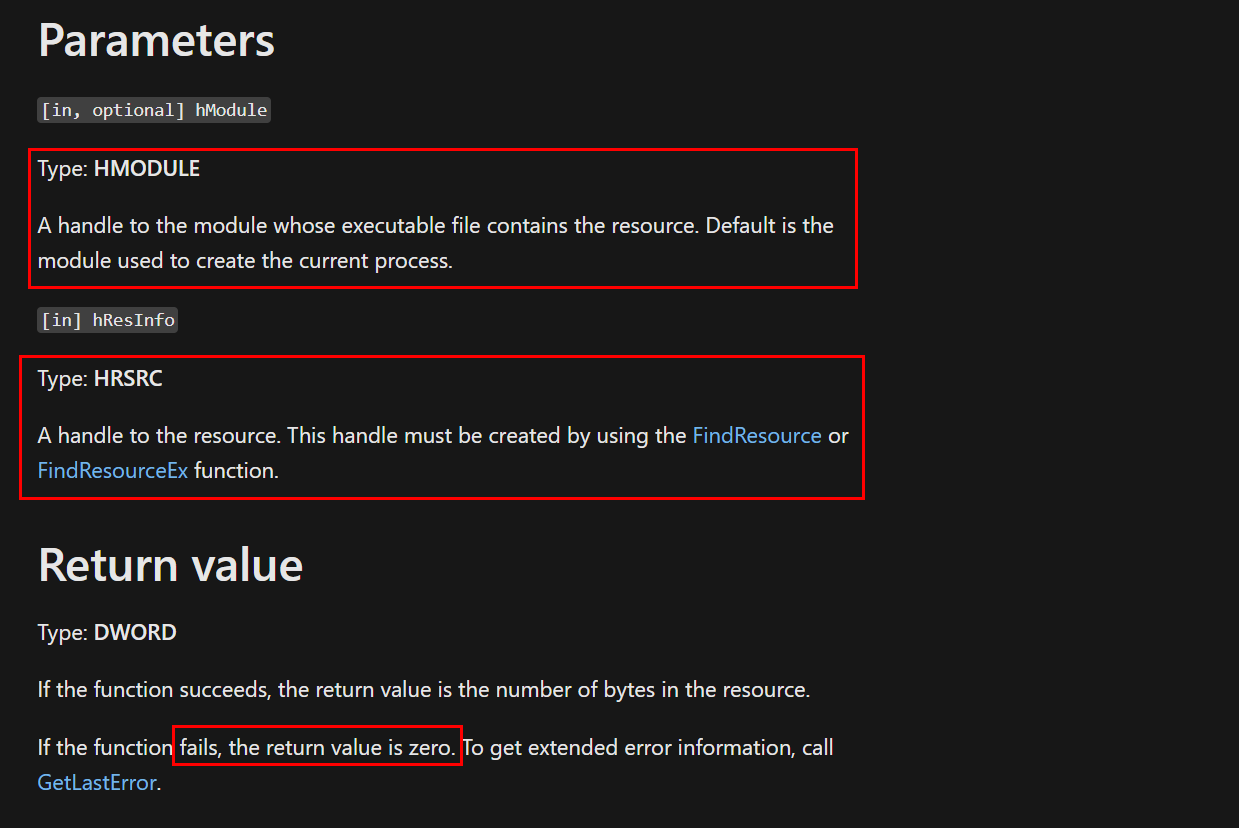 Parameters
[in, optional] hModule
Type: HMODULE
A handle to the module whose executable file contains the resource. Default is the
module used to create the current process.
[in] hResInfo
Type: HRSRC
A handle to the resource. This handle must be created by using the FindResource or
FindResourceEx function.
Return value
Type: DWORD
If the function succeeds, the return value is the number of bytes in the resource.
If the function fails, the return value is zero. To get extended error information, call
GetLastError.